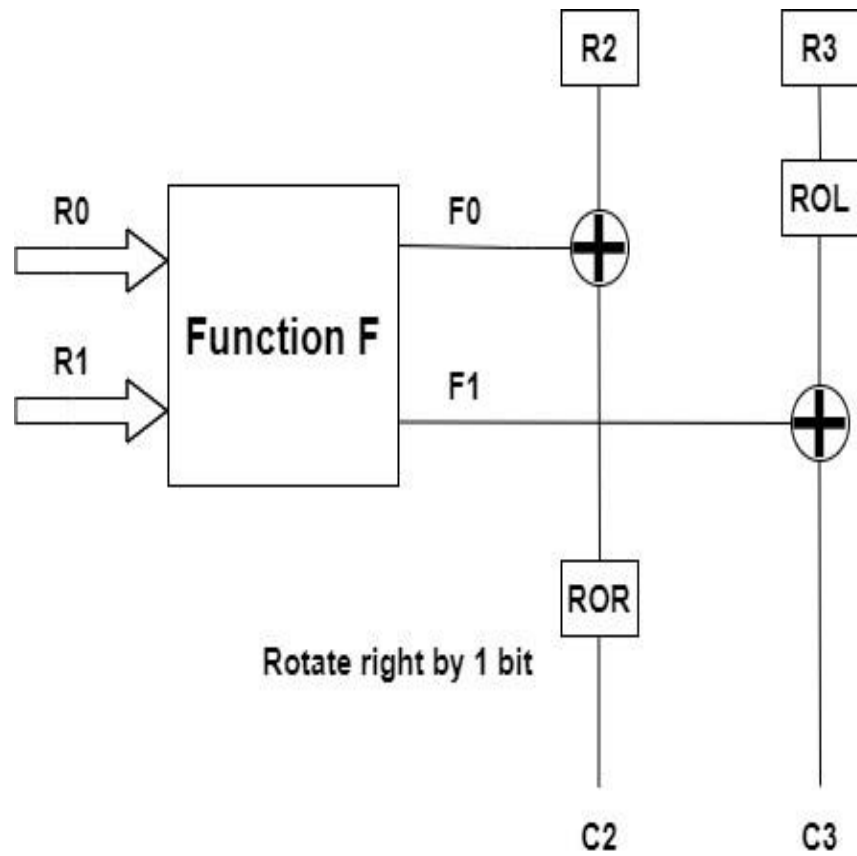 R2
R3
ROL
R0
F0
Function F
R1
F1
ROR
Rotate right by 1 bit
C2
C3